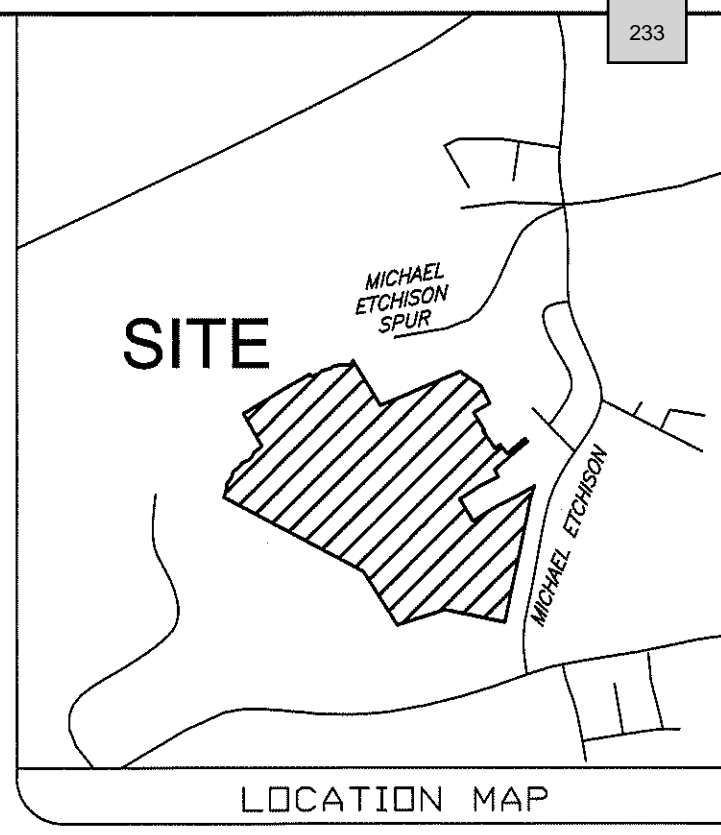 233
MICHAEL
ETCHISON
SPUR
SITE
MICHAEL ETCHISON
LOCATION MAP